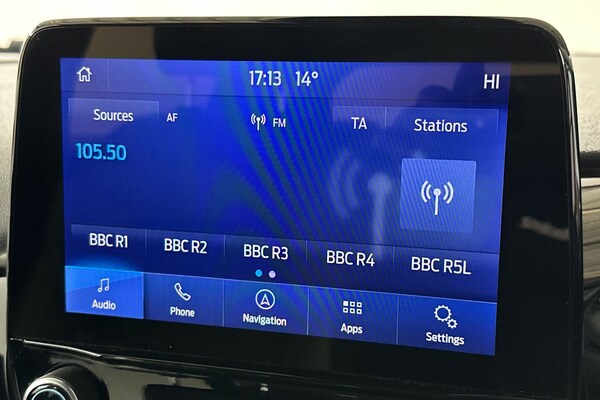 17:13 14° HI
Sources AF FM TA Stations
105.50
BBC R1 BBC R2 BBC R3 BBC R4 BBC R5L
Audio Phone Navigation Apps Settings